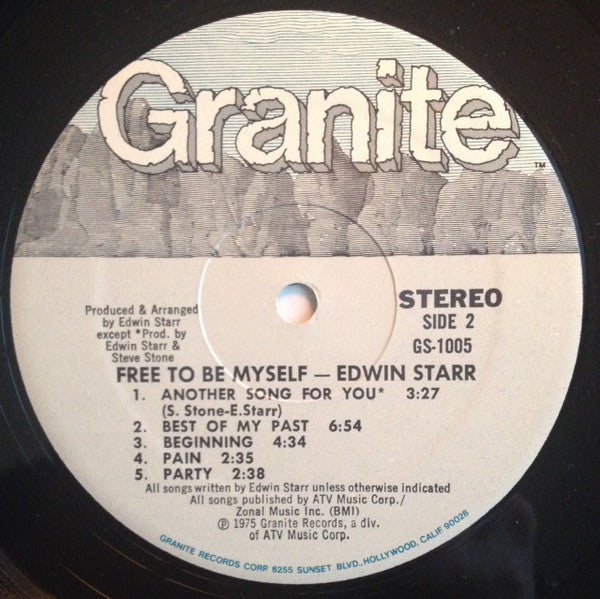 Granite
TM
Produced & Arranged
by Edwin Starr
except *Prod. by
Edwin Starr &
Steve Stone
STEREO
SIDE 2
GS-1005
FREE TO BE MYSELF — EDWIN STARR
1. ANOTHER SONG FOR YOU* 3:27
(S. Stone-E.Starr)
2. BEST OF MY PAST 6:54
3. BEGINNING 4:34
4. PAIN 2:35
5. PARTY 2:38
All songs written by Edwin Starr unless otherwise indicated
All songs published by ATV Music Corp./
Zonal Music Inc. (BMI)
℗ 1975 Granite Records, a div.
of ATV Music Corp.
GRANITE RECORDS CORP. 6255 SUNSET BLVD., HOLLYWOOD, CALIF. 90028